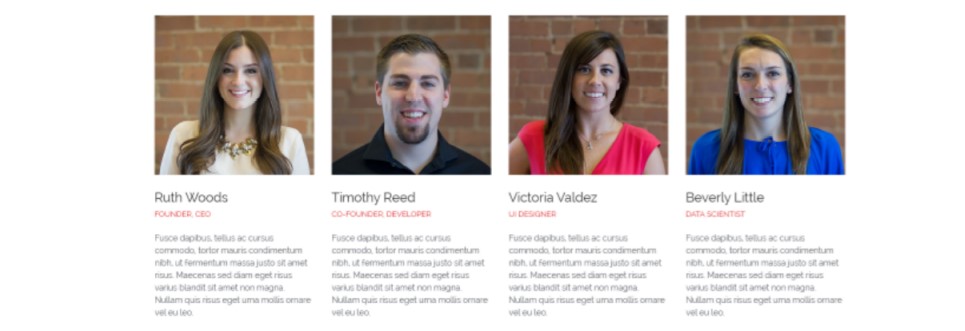 Ruth Woods
FOUNDER, CEO
Fusce dapibus, tellus ac cursus
commodo, tortor mauris condimentum
nibh, ut fermentum massa justo sit amet
risus. Maecenas sed diam eget risus
varius blandit sit amet non magna.
Nullam quis risus eget urna mollis ornare
vel eu leo.
Timothy Reed
CO-FOUNDER, DEVELOPER
Fusce dapibus, tellus ac cursus
commodo, tortor mauris condimentum
nibh, ut fermentum massa justo sit amet
risus. Maecenas sed diam eget risus
varius blandit sit amet non magna.
Nullam quis risus eget urna mollis ornare
vel eu leo.
Victoria Valdez
UI DESIGNER
Fusce dapibus, tellus ac cursus
commodo, tortor mauris condimentum
nibh, ut fermentum massa justo sit amet
risus. Maecenas sed diam eget risus
varius blandit sit amet non magna.
Nullam quis risus eget urna mollis ornare
vel eu leo.
Beverly Little
DATA SCIENTIST
Fusce dapibus, tellus ac cursus
commodo, tortor mauris condimentum
nibh, ut fermentum massa justo sit amet
risus. Maecenas sed diam eget risus
varius blandit sit amet non magna.
Nullam quis risus eget urna mollis ornare
vel eu leo.